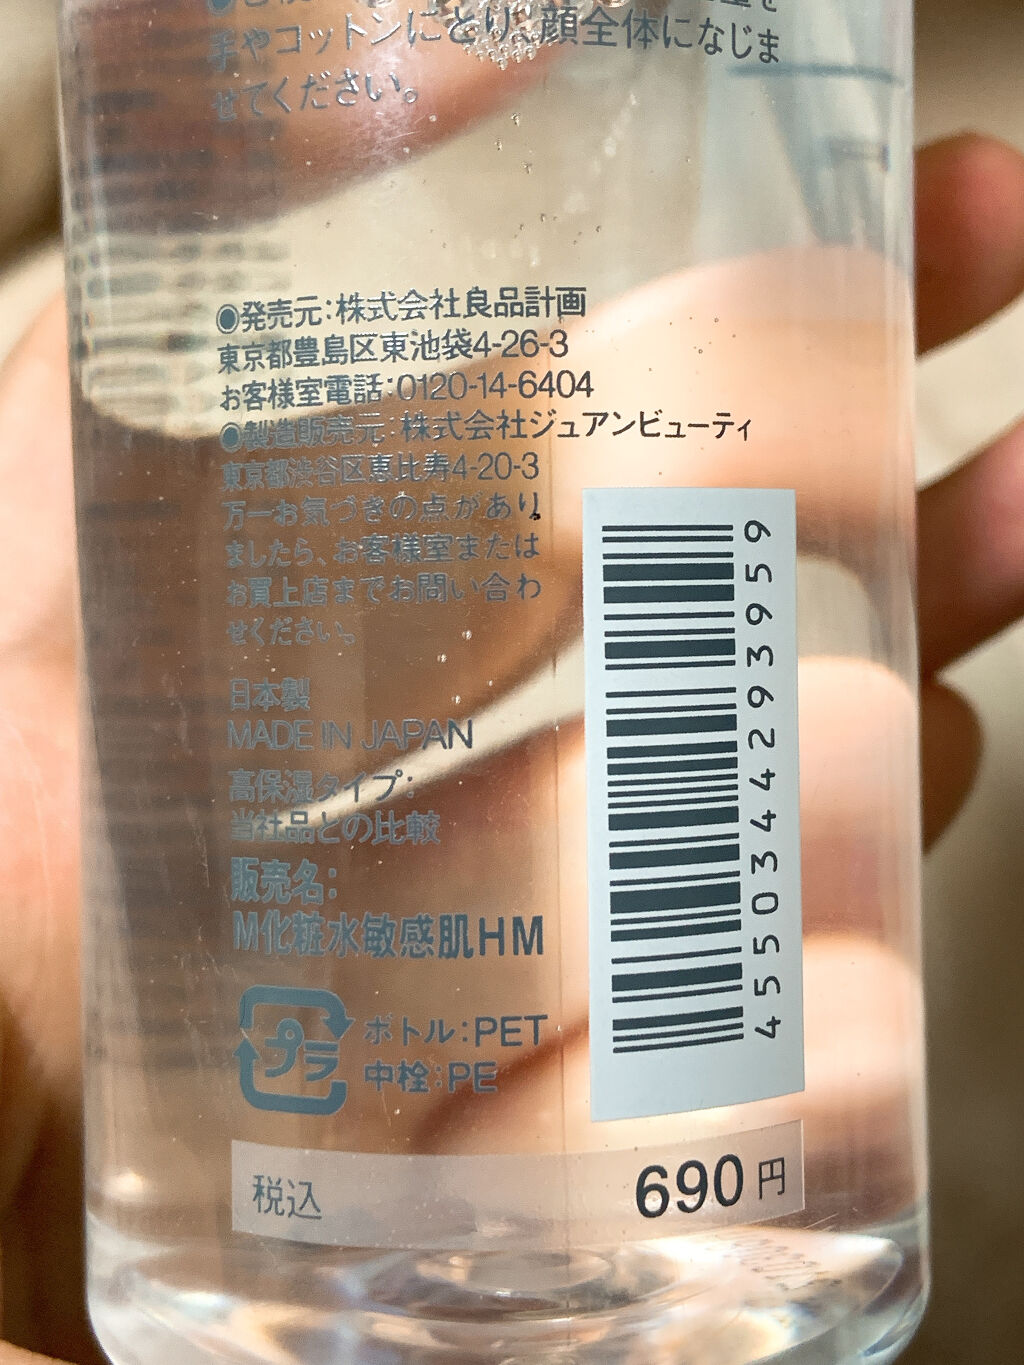 手やコットンにとり、顔全体になじま
せてください。
◉発売元:株式会社良品計画
東京都豊島区東池袋4-26-3
お客様室電話:0120-14-6404
◉製造販売元:株式会社ジュアンビューティ
東京都渋谷区恵比寿4-20-3
万一お気づきの点があり
ましたら、お客様室または
お買上店までお問い合わ
せください。
日本製
MADE IN JAPAN
高保湿タイプ:
当社品との比較
販売名:
M化粧水敏感肌HM
プラ
ボトル:PET
中栓:PE
4550344293959
税込 690円